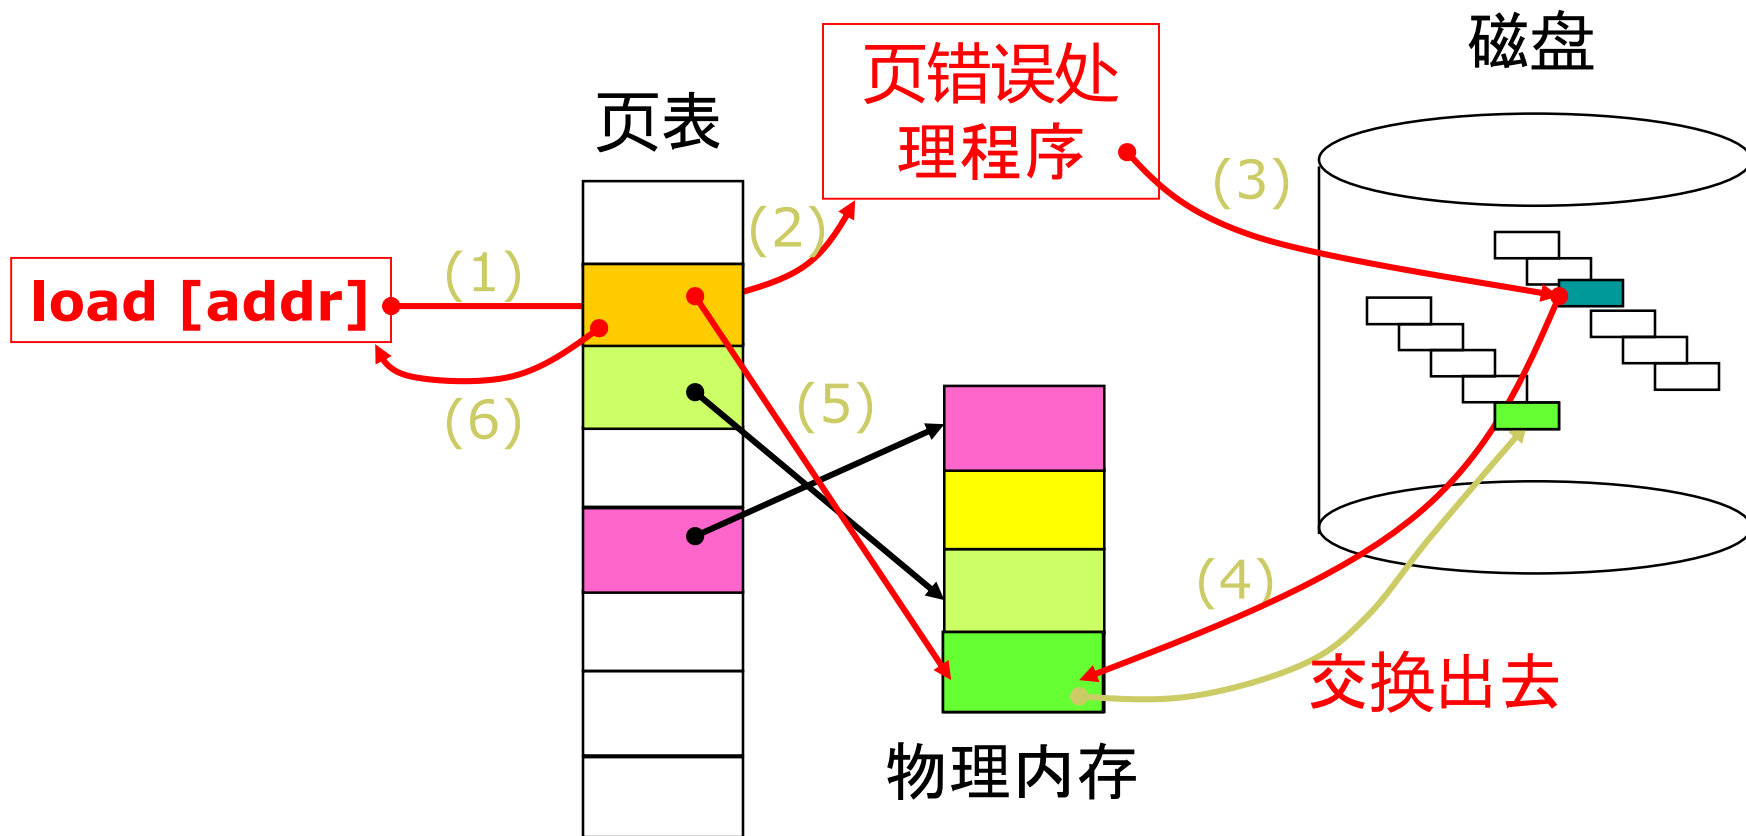 磁盘
页错误处
理程序
页表
(3)
(2)
(1)
load [addr]
(5)
(6)
(4)
交换出去
物理内存